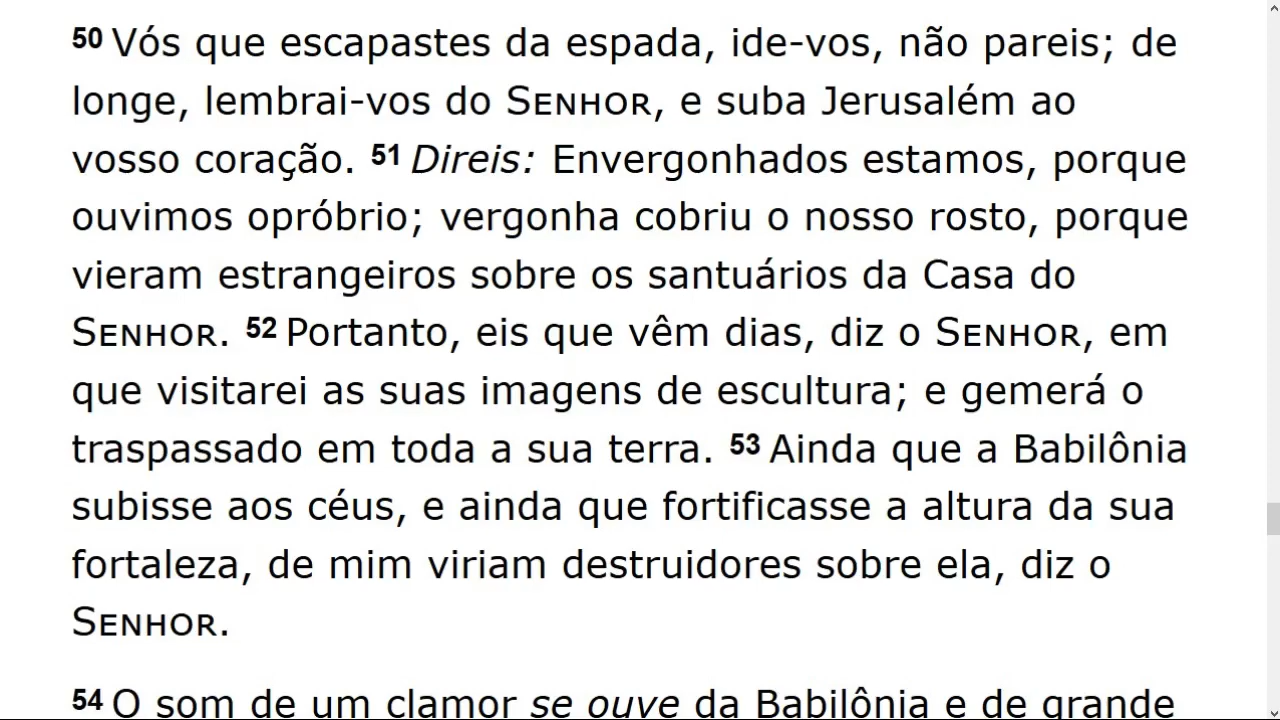 50 Vós que escapastes da espada, ide-vos, não pareis; de
longe, lembrai-vos do SENHOR, e suba Jerusalém ao
vosso coração. 51 Direis: Envergonhados estamos, porque
ouvimos opróbrio; vergonha cobriu o nosso rosto, porque
vieram estrangeiros sobre os santuários da Casa do
SENHOR. 52 Portanto, eis que vêm dias, diz o SENHOR, em
que visitarei as suas imagens de escultura; e gemerá o
traspassado em toda a sua terra. 53 Ainda que a Babilônia
subisse aos céus, e ainda que fortificasse a altura da sua
fortaleza, de mim viriam destruidores sobre ela, diz o
SENHOR.
54 O som de um clamor se ouve da Babilônia e de grande